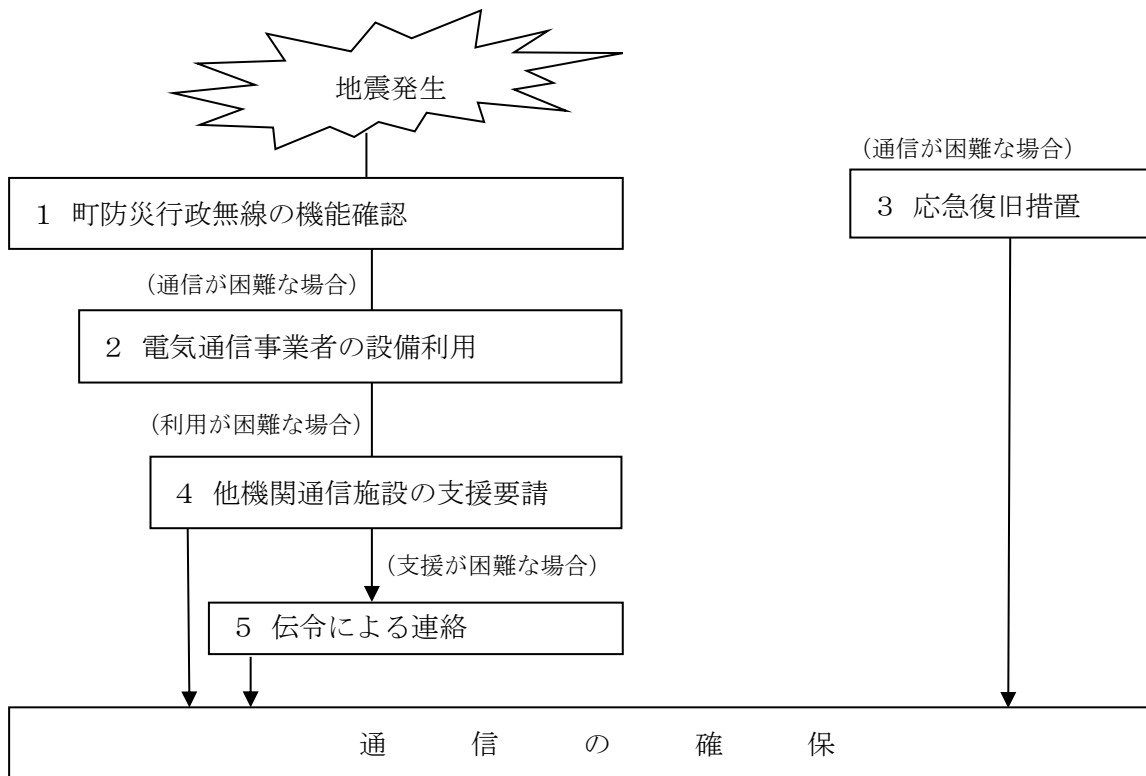 地震発生
(通信が困難な場合)
1 町防災行政無線の機能確認
3 応急復旧措置
(通信が困難な場合)
2 電気通信事業者の設備利用
(利用が困難な場合)
4 他機関通信施設の支援要請
(支援が困難な場合)
5 伝令による連絡
通 信 の 確 保